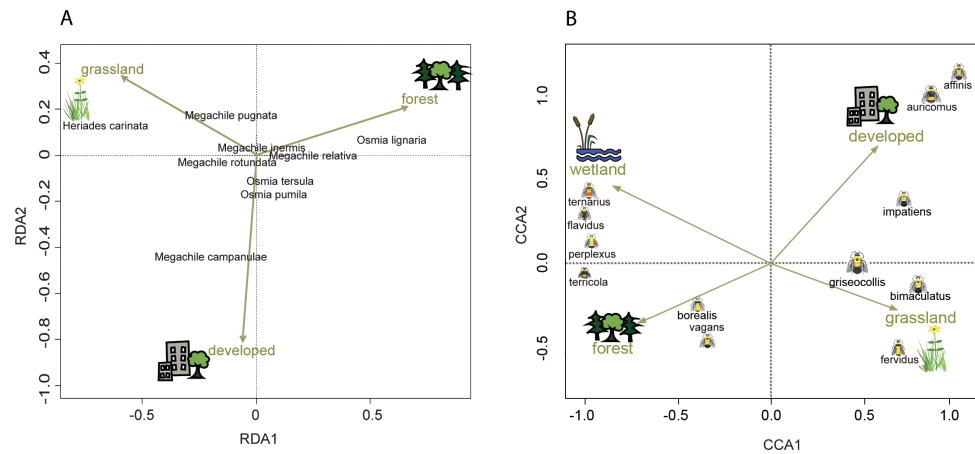 A
0.4
0.2
0
-0.2
-0.4
-0.6
-0.8
-1.0
RDA2
grassland
forest
Megachile pugnata
Heriades carinata
Osmia lignaria
Megachile inermis
Megachile relativa
Megachile rotundata
Osmia tersula
Osmia pumila
Megachile campanulae
developed
-0.5
0
0.5
RDA1
B
1.0
0.5
0.0
-0.5
CCA2
affinis
auricomus
developed
wetland
ternarius
impatiens
flavidus
perplexus
terricola
griseocollis
bimaculatus
borealis
grassland
vagans
forest
fervidus
-1.0
-0.5
0.0
0.5
1.0
CCA1